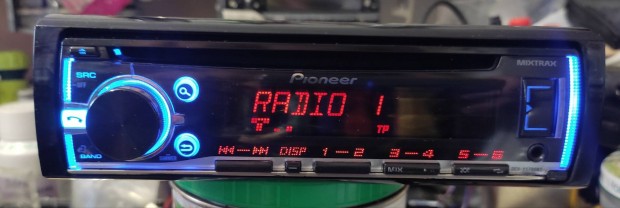 Pioneer
MIXTRAX
SRC
RADIO 1
TP
DISP 1-2 3-4 5-6
BAND
MIX